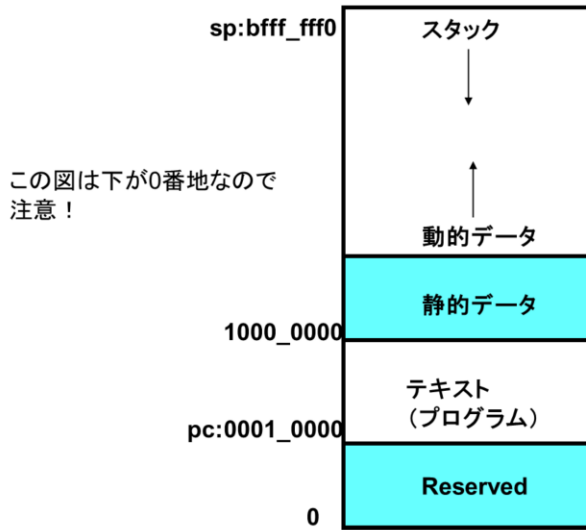 sp:bfff_fff0
スタック
この図は下が0番地なので
注意！
動的データ
静的データ
1000_0000
テキスト
（プログラム）
pc:0001_0000
Reserved
0